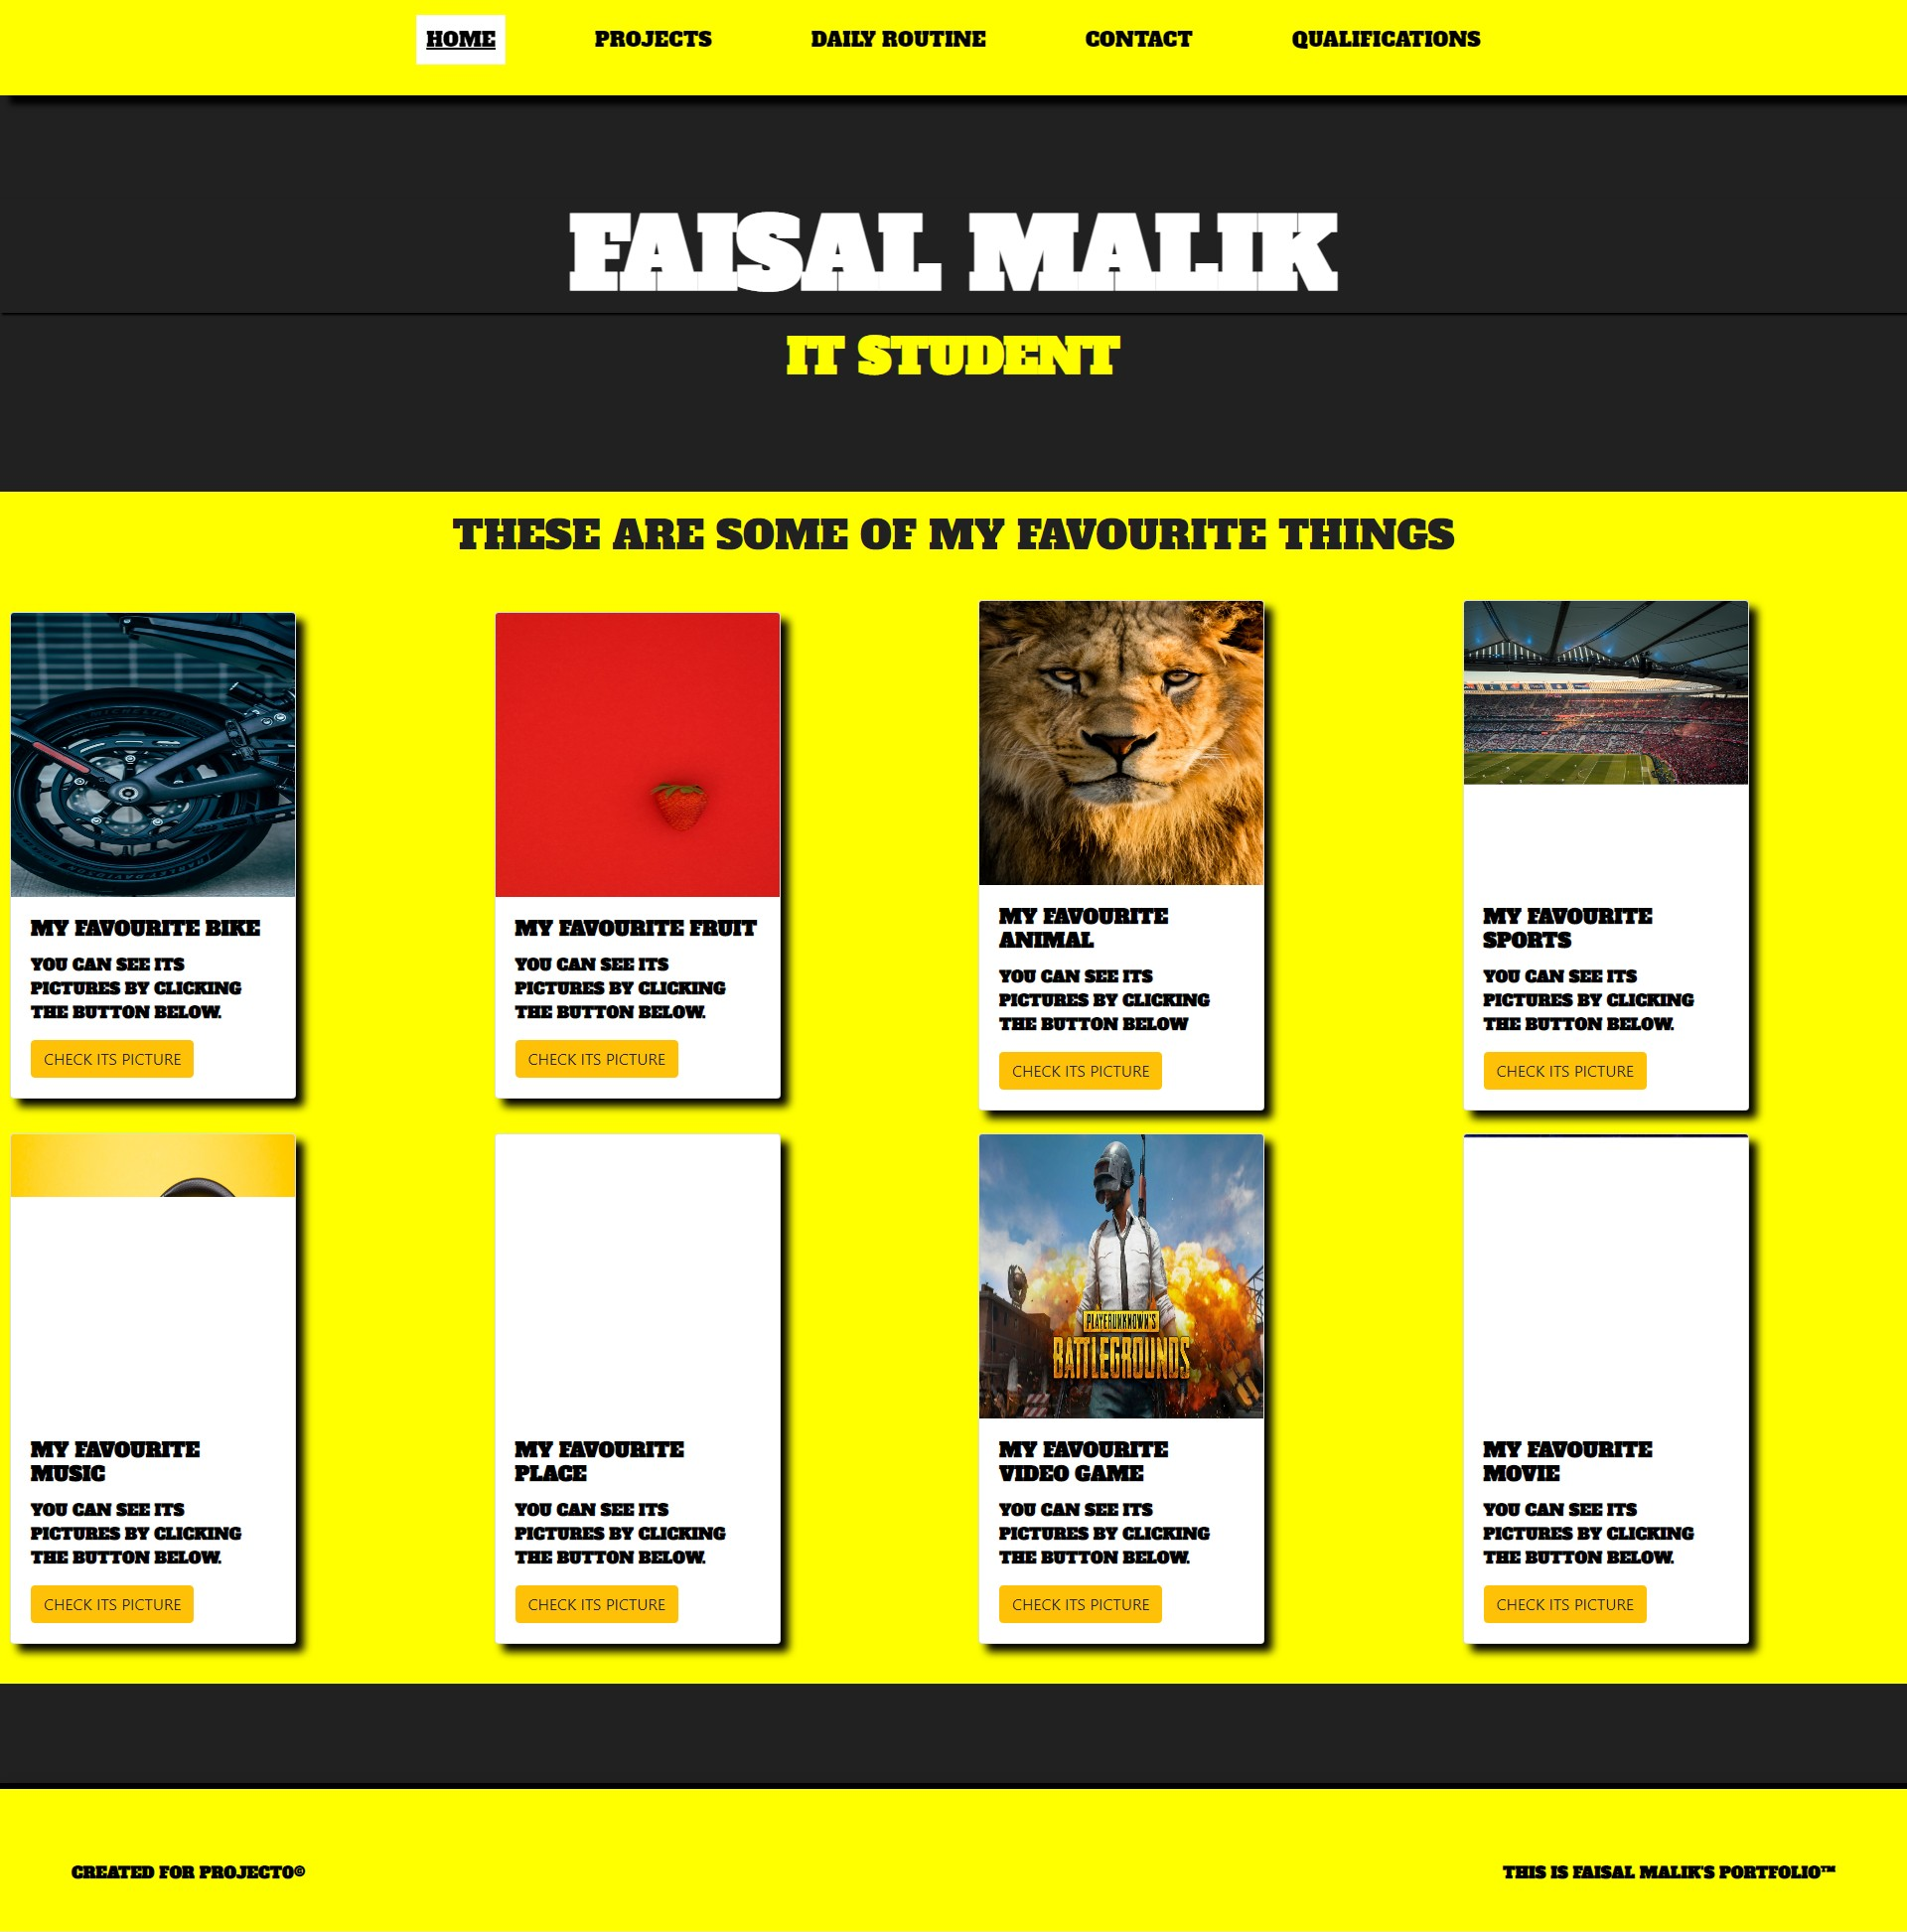 HOME
PROJECTS
DAILY ROUTINE
CONTACT
QUALIFICATIONS
FAISAL MALIK
IT STUDENT
THESE ARE SOME OF MY FAVOURITE THINGS
MY FAVOURITE BIKE
YOU CAN SEE ITS
PICTURES BY CLICKING
THE BUTTON BELOW.
CHECK ITS PICTURE
MY FAVOURITE FRUIT
YOU CAN SEE ITS
PICTURES BY CLICKING
THE BUTTON BELOW.
CHECK ITS PICTURE
MY FAVOURITE
ANIMAL
YOU CAN SEE ITS
PICTURES BY CLICKING
THE BUTTON BELOW
CHECK ITS PICTURE
MY FAVOURITE
SPORTS
YOU CAN SEE ITS
PICTURES BY CLICKING
THE BUTTON BELOW.
CHECK ITS PICTURE
MY FAVOURITE
MUSIC
YOU CAN SEE ITS
PICTURES BY CLICKING
THE BUTTON BELOW.
CHECK ITS PICTURE
MY FAVOURITE
PLACE
YOU CAN SEE ITS
PICTURES BY CLICKING
THE BUTTON BELOW.
CHECK ITS PICTURE
PLAYERUNKNOWN'S
BATTLEGROUNDS
MY FAVOURITE
VIDEO GAME
YOU CAN SEE ITS
PICTURES BY CLICKING
THE BUTTON BELOW.
CHECK ITS PICTURE
MY FAVOURITE
MOVIE
YOU CAN SEE ITS
PICTURES BY CLICKING
THE BUTTON BELOW.
CHECK ITS PICTURE
CREATED FOR PROJECTO©
THIS IS FAISAL MALIK'S PORTFOLIO™